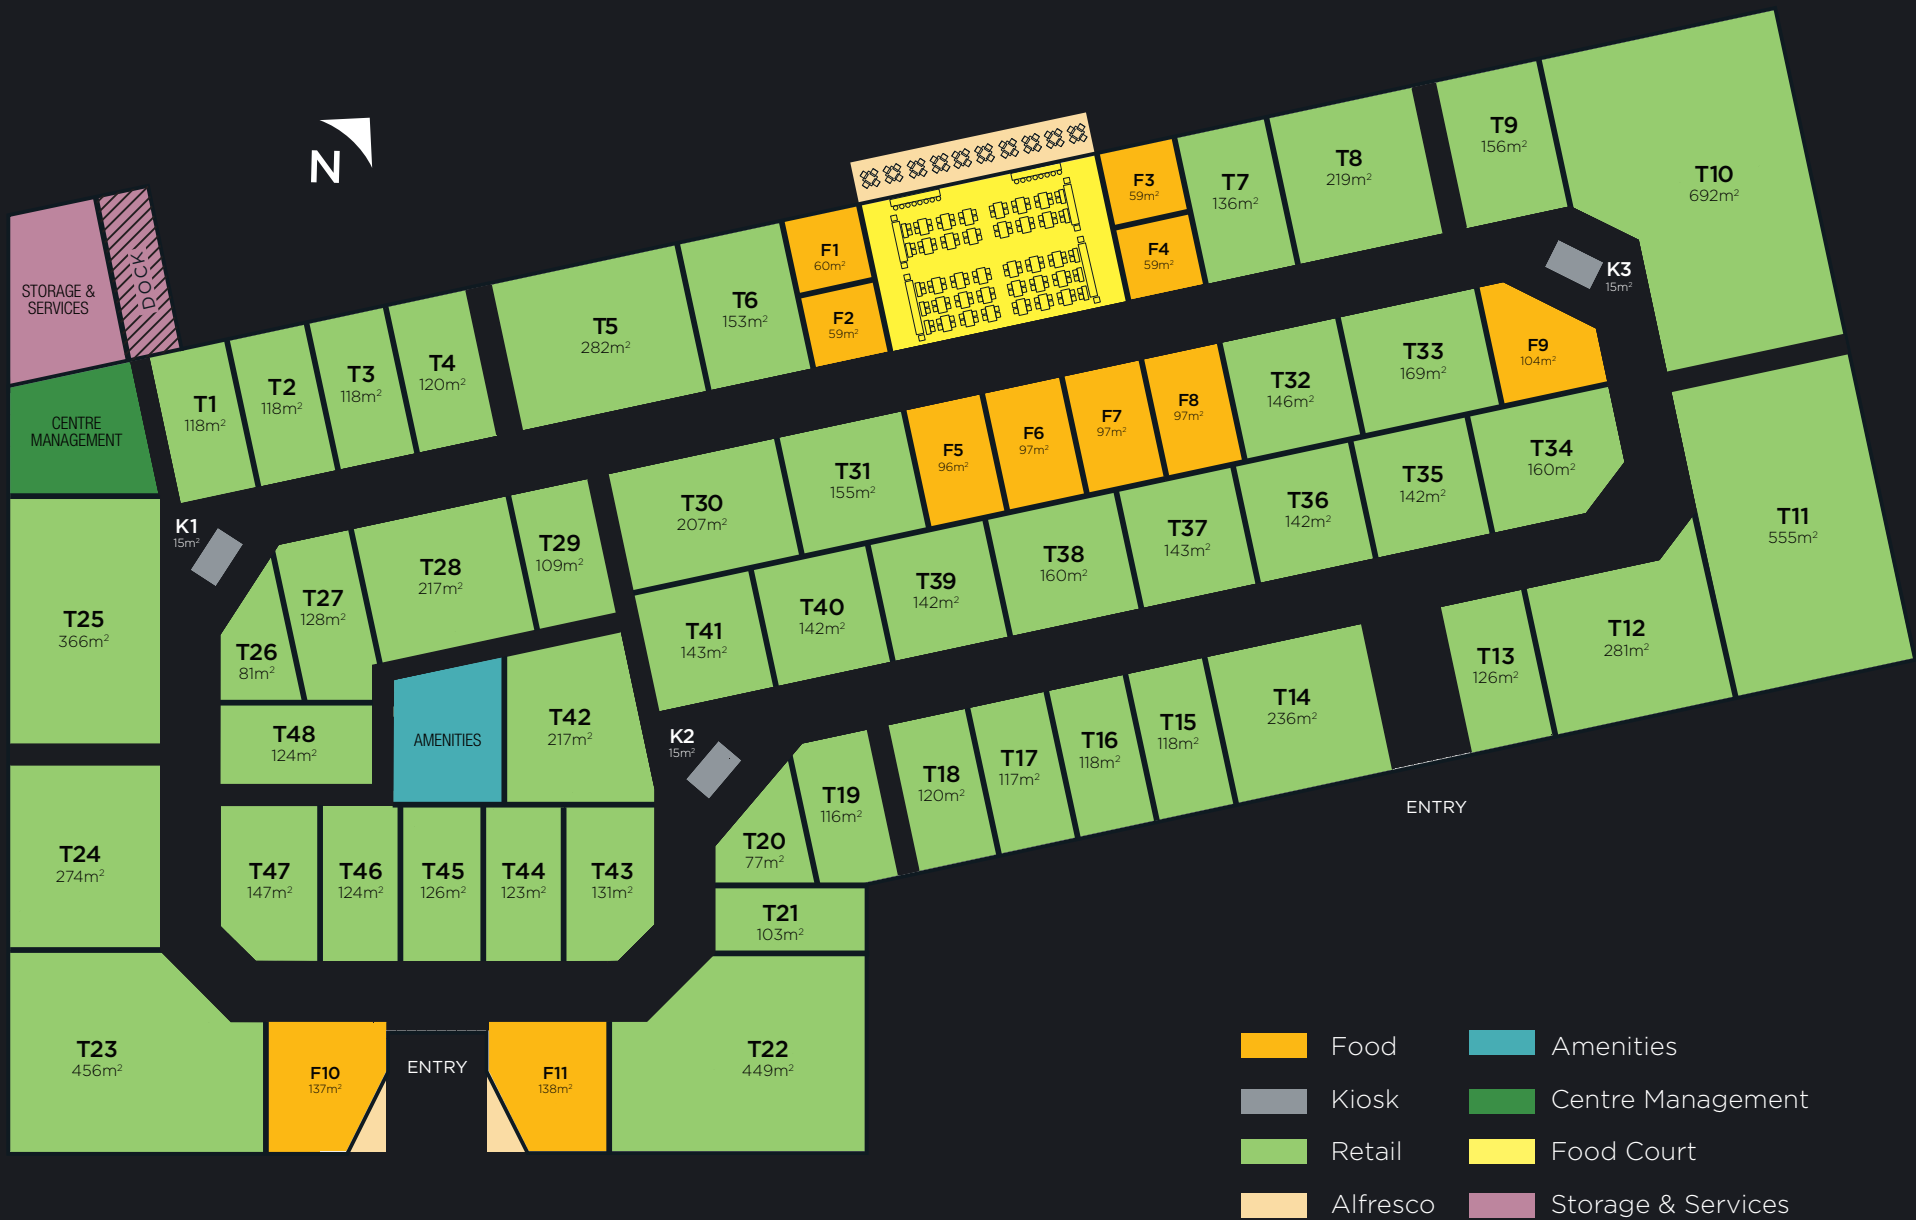 N
STORAGE &
SERVICES
DOCK
CENTRE
MANAGEMENT
T1
118m²
T2
118m²
T3
118m²
T4
120m²
T5
282m²
T6
153m²
F1
60m²
F2
59m²
F3
59m²
F4
59m²
T7
136m²
T8
219m²
T9
156m²
T10
692m²
K3
15m²
T11
555m²
T12
281m²
T13
126m²
ENTRY
T14
236m²
T15
118m²
T16
118m²
T17
117m²
T18
120m²
T19
116m²
T20
77m²
T21
103m²
T22
449m²
F11
138m²
ENTRY
F10
137m²
T23
456m²
T24
274m²
T25
366m²
K1
15m²
T26
81m²
T27
128m²
T28
217m²
T29
109m²
T30
207m²
T31
155m²
F5
96m²
F6
97m²
F7
97m²
F8
97m²
T32
146m²
T33
169m²
F9
104m²
T34
160m²
T35
142m²
T36
142m²
T37
143m²
T38
160m²
T39
142m²
T40
142m²
T41
143m²
K2
15m²
T42
217m²
AMENITIES
T43
131m²
T44
123m²
T45
126m²
T46
124m²
T47
147m²
T48
124m²
Food
Kiosk
Retail
Alfresco
Amenities
Centre Management
Food Court
Storage & Services